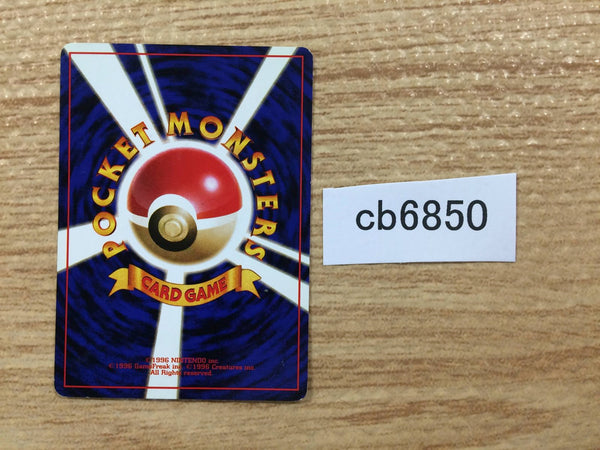 POCKET MONSTERS
CARD GAME
©1996 NINTENDO inc.
©1996 GameFreak inc. ©1996 Creatures inc.
All Rights reserved.
cb6850